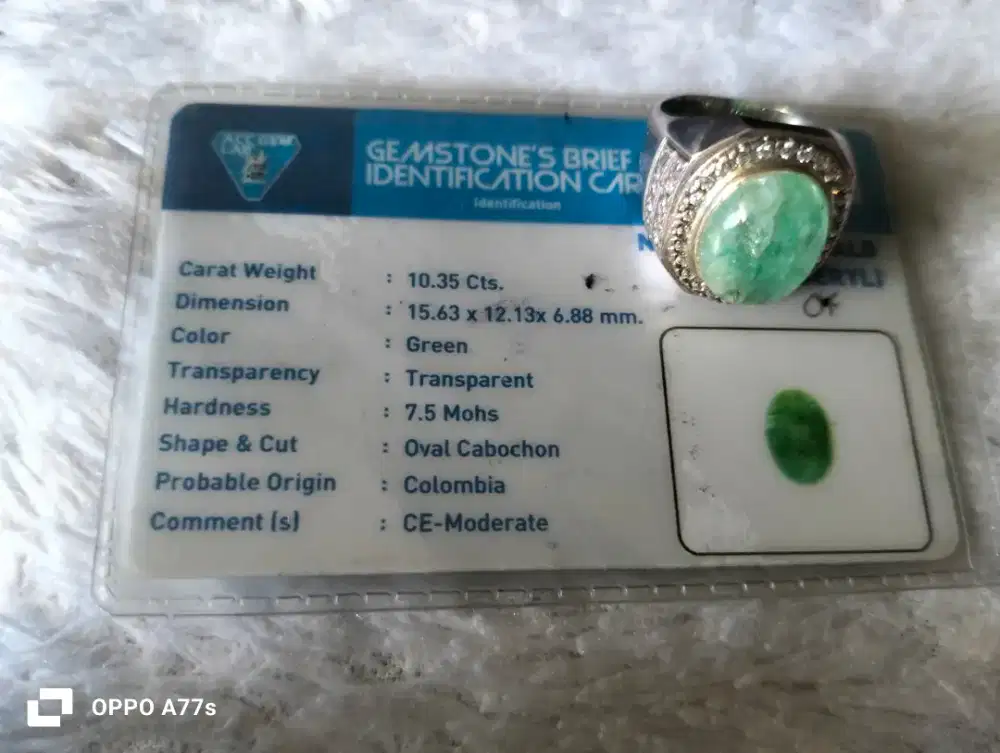 GEMSTONE'S BRIEF
IDENTIFICATION CAR
Identification
Carat Weight : 10.35 Cts.
Dimension : 15.63 x 12.13x 6.88 mm.
Color : Green
Transparency : Transparent
Hardness : 7.5 Mohs
Shape & Cut : Oval Cabochon
Probable Origin : Colombia
Comment (s) : CE-Moderate
OPPO A77s